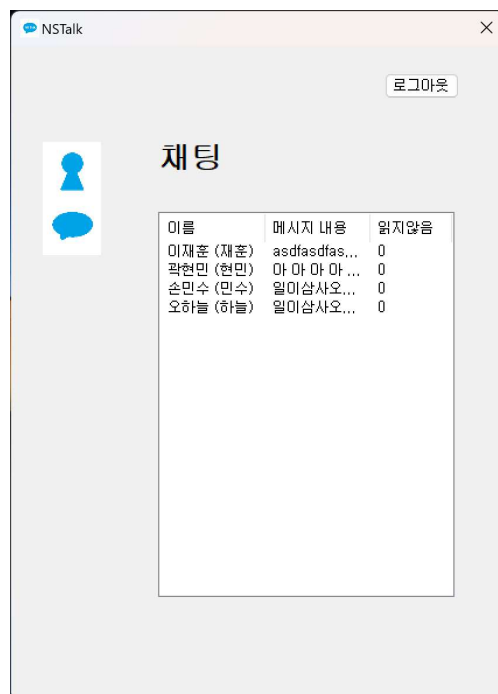 NSTalk
로그아웃
채팅
이름 메시지 내용 읽지않음
이재훈 (재훈) asdfasdfas... 0
곽현민 (현민) 아 아 아 아 ... 0
손민수 (민수) 일이삼사오... 0
오하늘 (하늘) 일이삼사오... 0